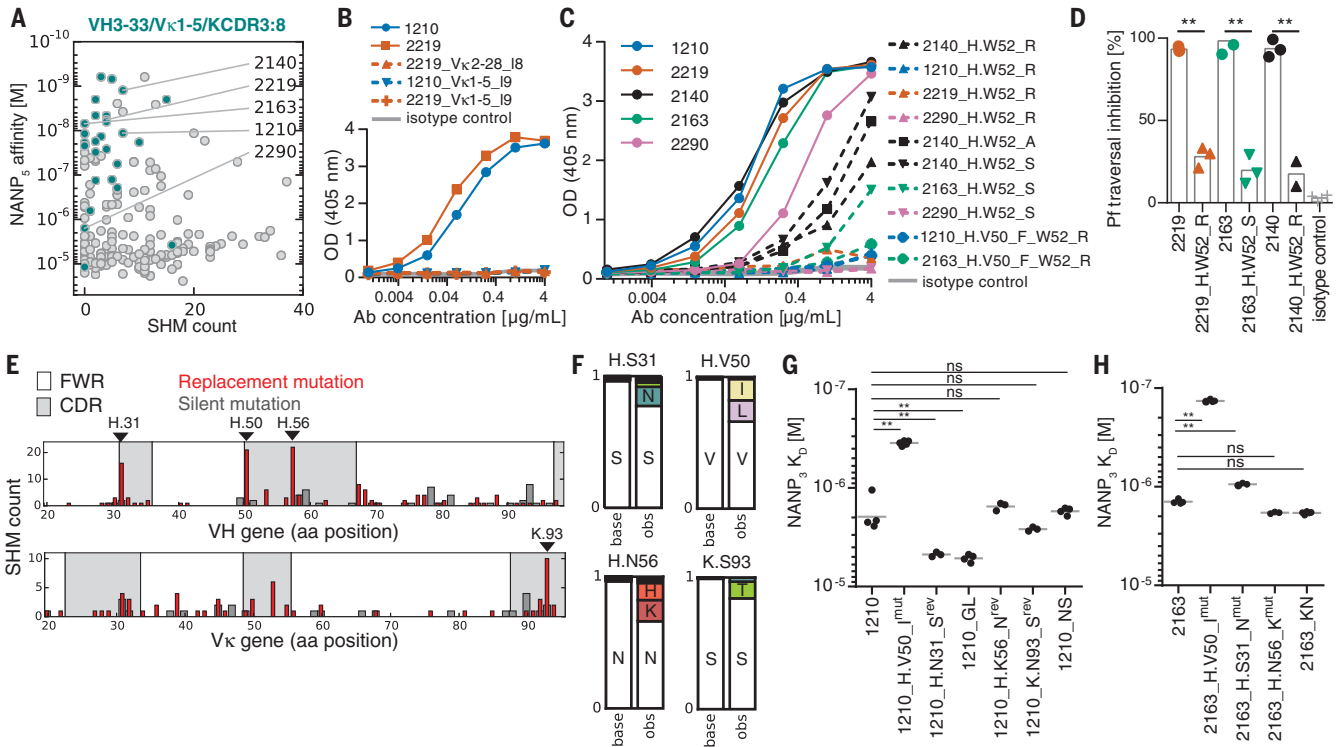 A
VH3-33/Vκ1-5/KCDR3:8
NANP5 affinity [M]
10^-10
10^-9
10^-8
10^-7
10^-6
10^-5
2140
2219
2163
1210
2290
0
20
40
SHM count
B
1210
2219
2219_Vκ2-28_I8
1210_Vκ1-5_I9
2219_Vκ1-5_I9
isotype control
OD (405 nm)
4
3
2
1
0
0.004
0.04
0.4
4
Ab concentration [µg/mL]
C
1210
2219
2140
2163
2290
OD (405 nm)
4
3
2
1
0
0.004
0.04
0.4
4
Ab concentration [µg/mL]
2140_H.W52_R
1210_H.W52_R
2219_H.W52_R
2290_H.W52_R
2140_H.W52_A
2140_H.W52_S
2163_H.W52_S
2290_H.W52_S
1210_H.V50_F_W52_R
2163_H.V50_F_W52_R
isotype control
D
Pf traversal inhibition [%]
** ** **
100
50
0
2219
2219_H.W52_R
2163
2163_H.W52_S
2140
2140_H.W52_R
isotype control
E
FWR
CDR
Replacement mutation
Silent mutation
H.31
H.50
H.56
SHM count
20
10
0
20 30 40 50 60 70 80 90
VH gene (aa position)
K.93
10
5
0
20 30 40 50 60 70 80 90
Vκ gene (aa position)
F
H.S31
1
0
S
N
S
base
obs
H.V50
1
0
V
I
L
V
base
obs
H.N56
1
0
N
H
K
N
base
obs
K.S93
1
0
S
T
S
base
obs
G
NANP3 KD [M]
10^-7
10^-6
10^-5
ns
ns
**
**
**
1210
1210_H.V50_I^mut
1210_H.N31_S^rev
1210_GL
1210_H.K56_N^rev
1210_K.N93_S^rev
1210_NS
H
NANP3 KD [M]
10^-7
10^-6
10^-5
**
**
ns
ns
2163
2163_H.V50_I^mut
2163_H.S31_N^mut
2163_H.N56_K^mut
2163_KN